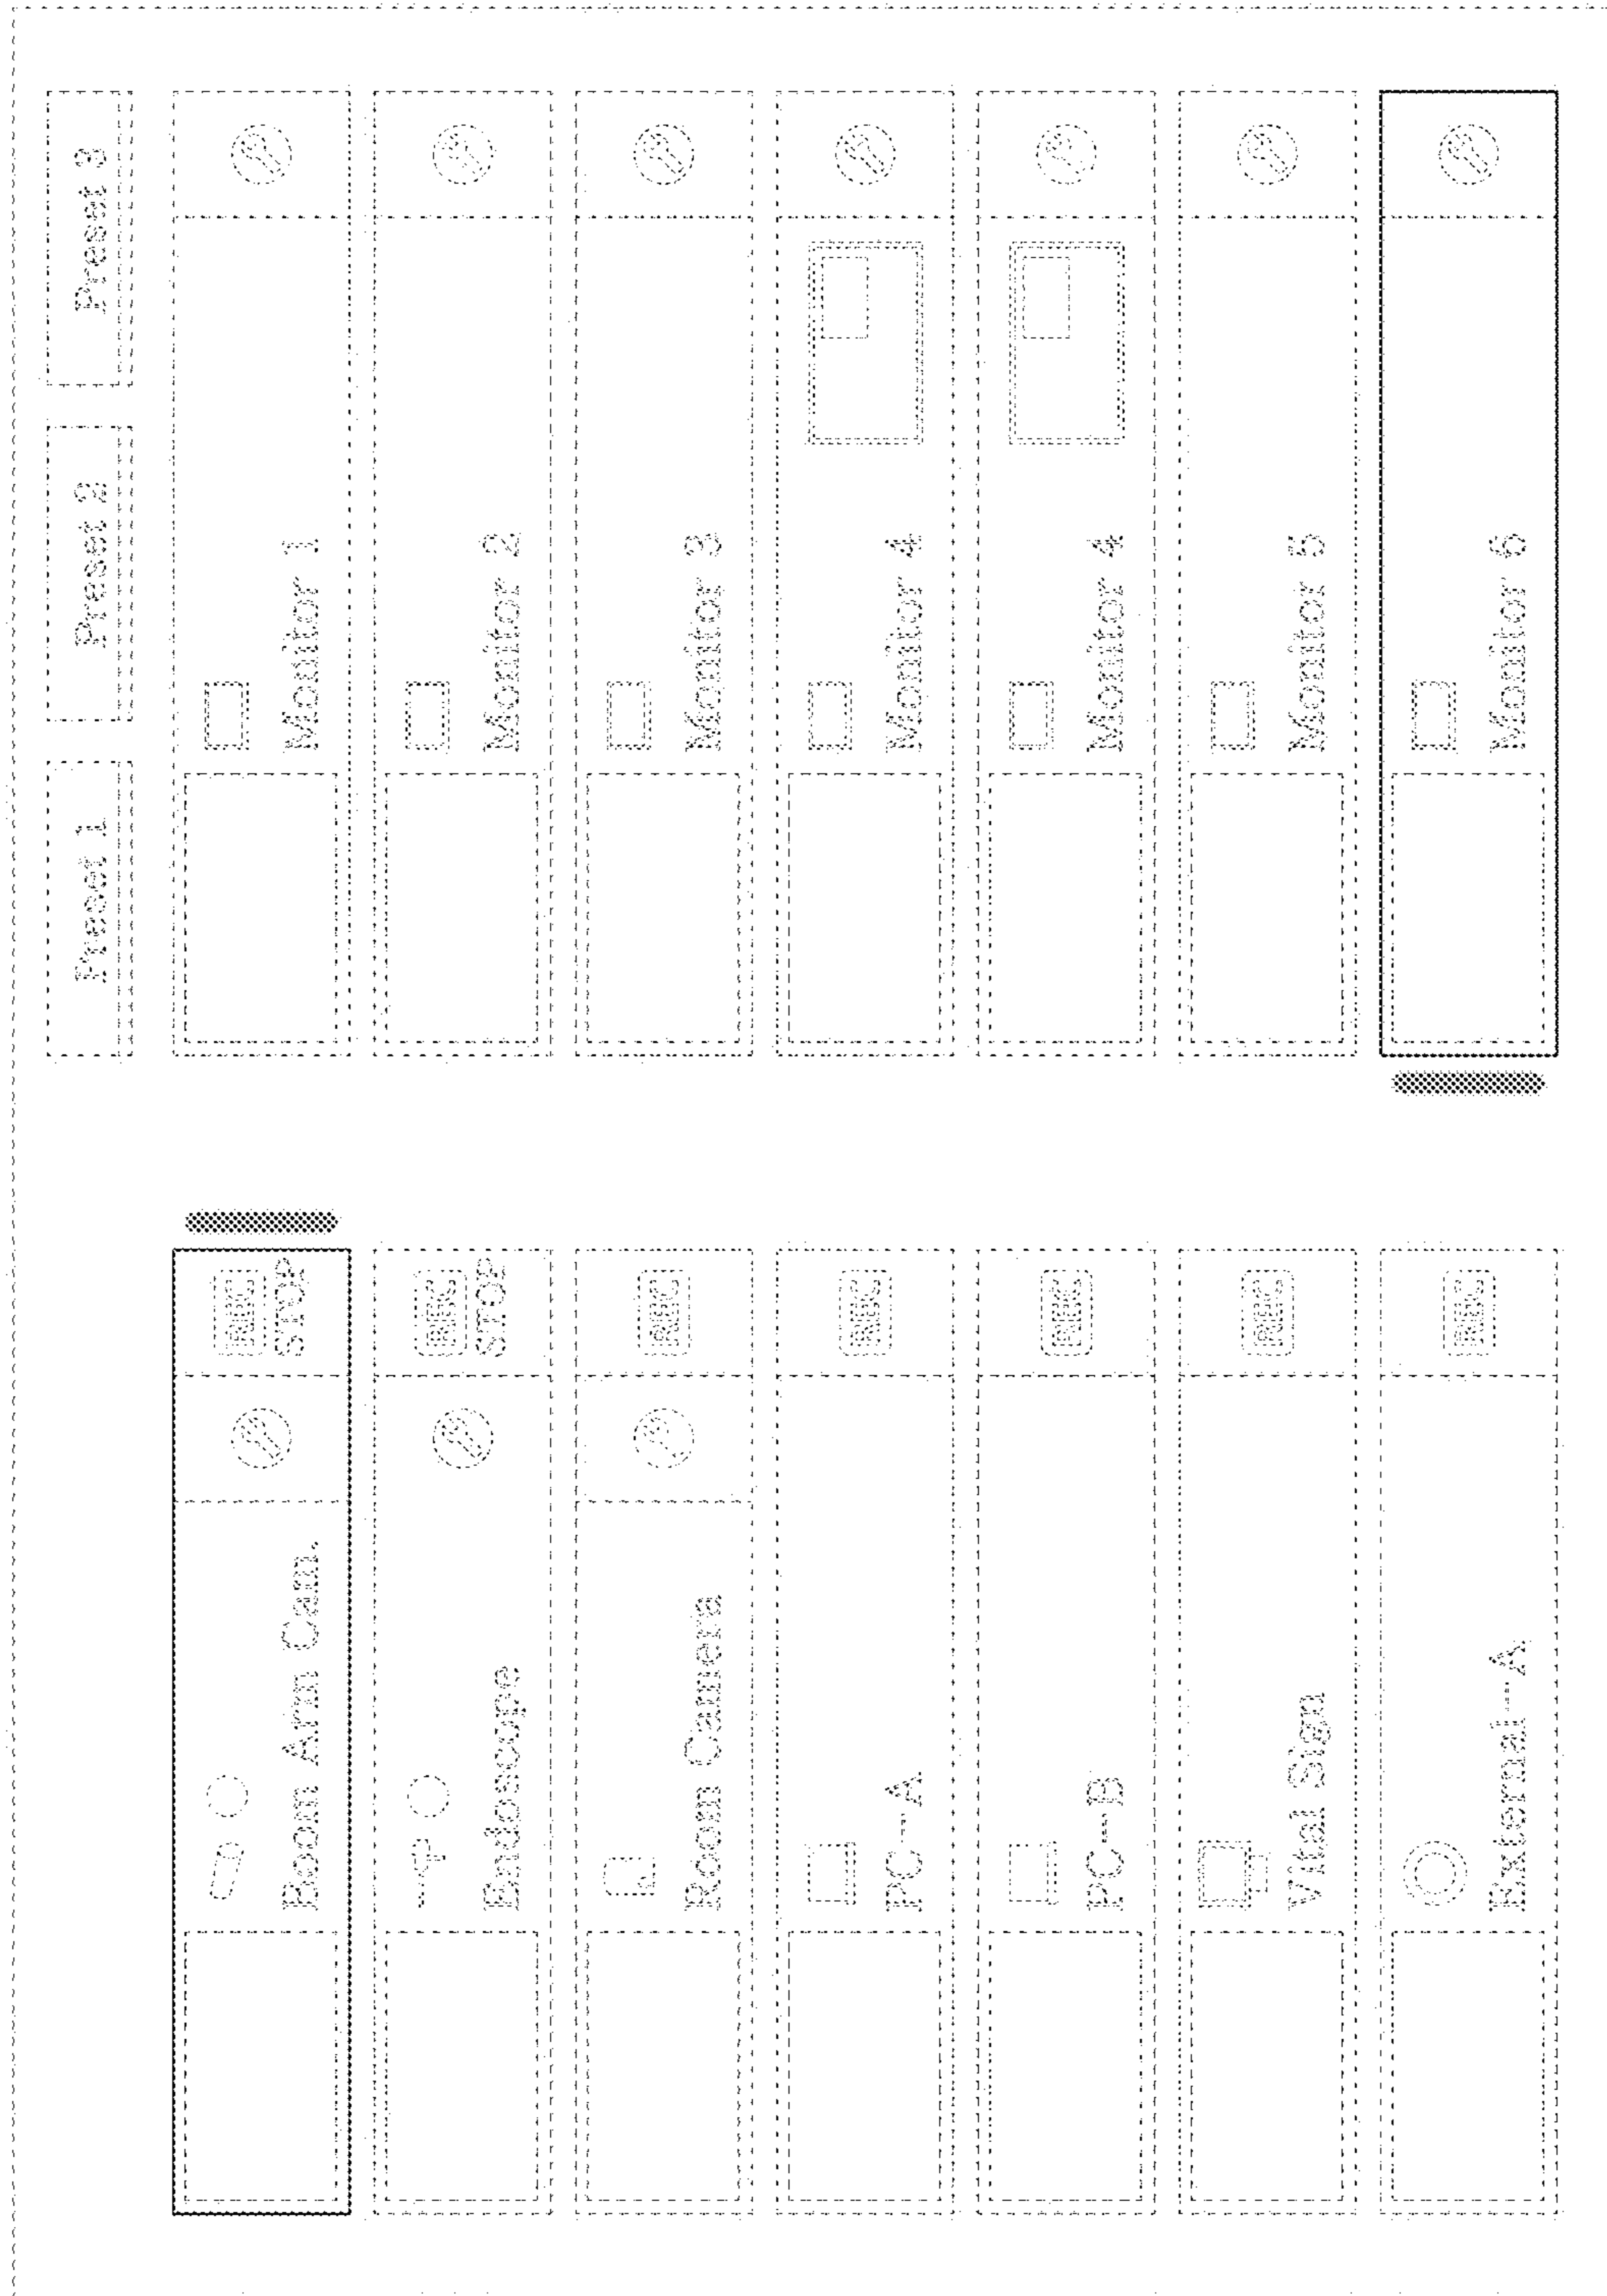 Preset 1
Preset 2
Preset 3
Boom Arm Cam.
REC
STOP
Endoscope
REC
STOP
Room Camera
REC
PC-A
REC
PC-B
REC
Vital Sign
REC
External-A
REC
Monitor 1
Monitor 2
Monitor 3
Monitor 4
Monitor 4
Monitor 5
Monitor 6